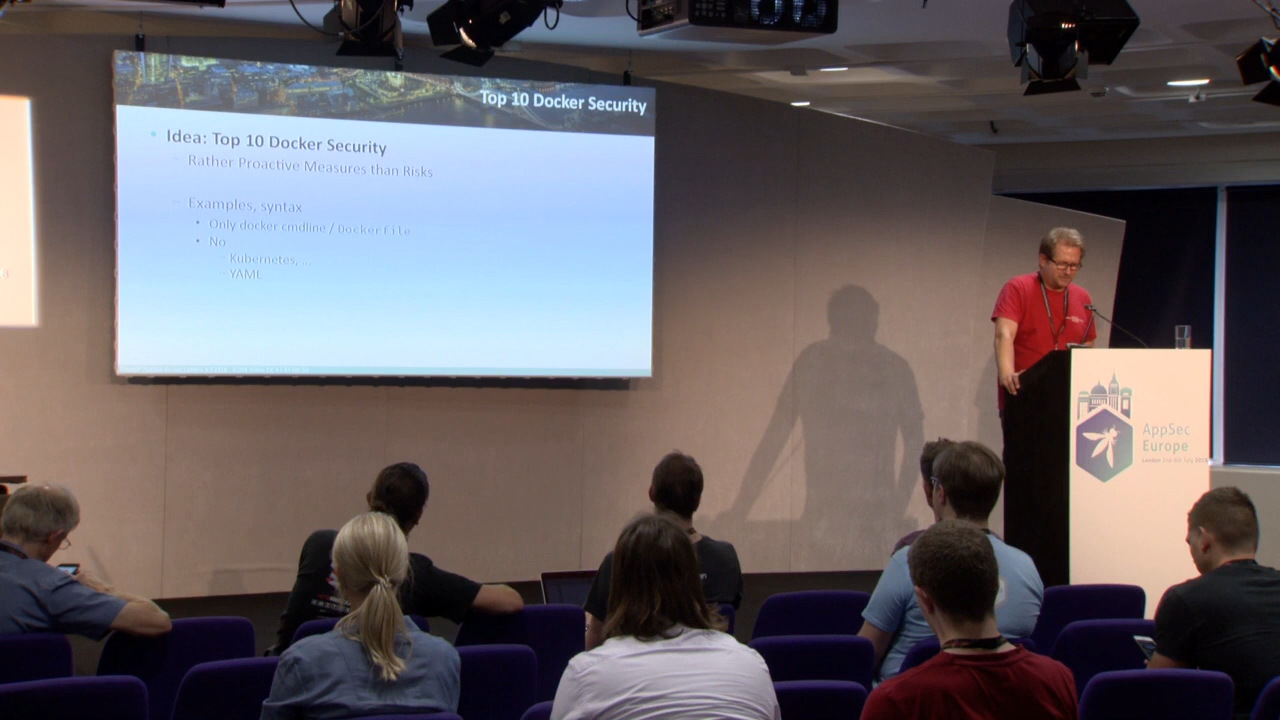 Top 10 Docker Security
Idea: Top 10 Docker Security
Rather Proactive Measures than Risks
Examples, syntax
Only docker cmdline / Dockerfile
No
Kubernetes, ...
YAML
AppSec
Europe